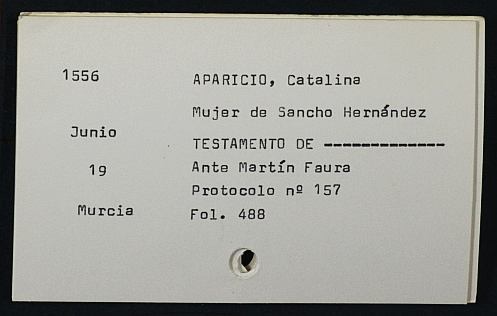 1556 APARICIO, Catalina
Mujer de Sancho Hernández
Junio
TESTAMENTO DE -------------
19 Ante Martín Faura
Protocolo nº 157
Murcia Fol. 488